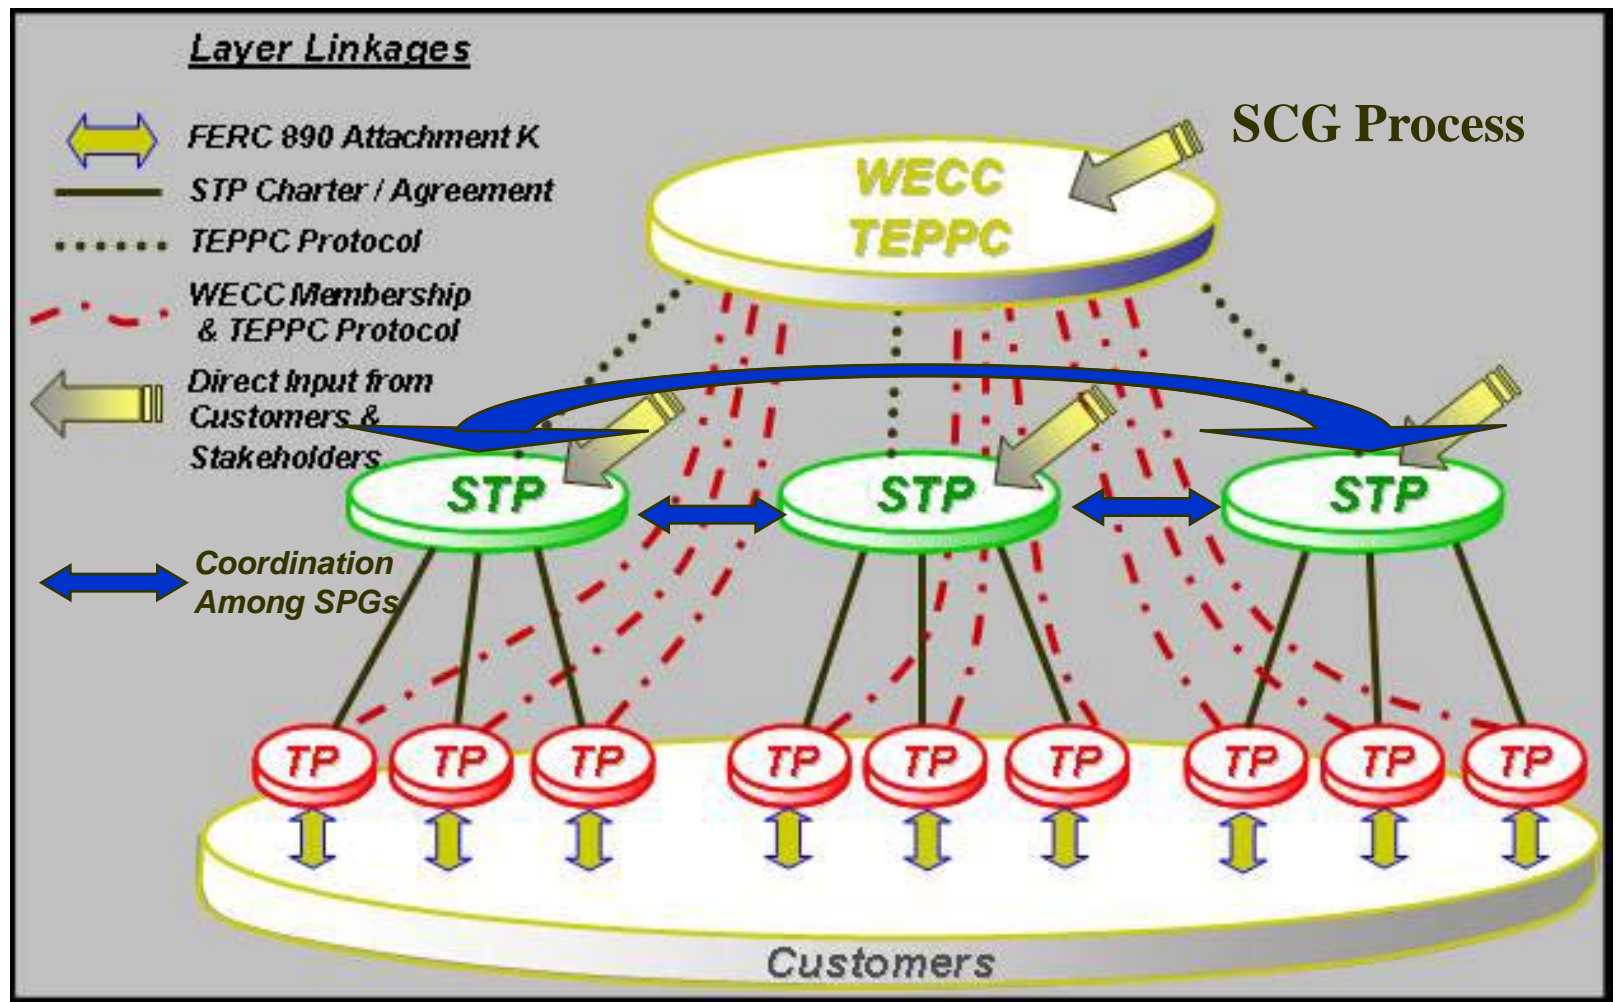 Layer Linkages
FERC 890 Attachment K
STP Charter / Agreement
TEPPC Protocol
WECC Membership
& TEPPC Protocol
Direct Input from
Customers &
Stakeholders
Coordination
Among SPGs
SCG Process
WECC
TEPPC
STP
STP
STP
TP
TP
TP
TP
TP
TP
TP
TP
TP
Customers